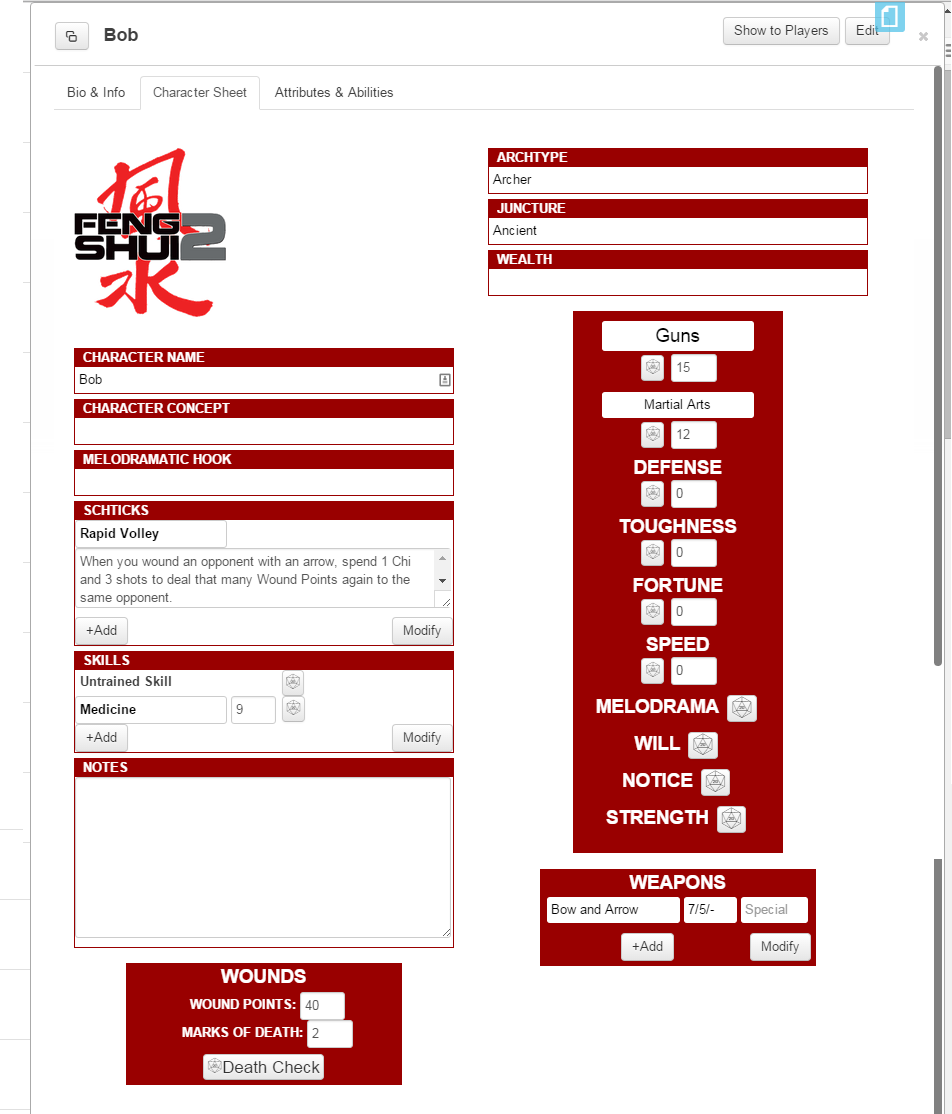 Bob
Show to Players
Edit
Bio & Info
Character Sheet
Attributes & Abilities
風
FENG
SHUI 2
水
ARCHTYPE
Archer
JUNCTURE
Ancient
WEALTH
CHARACTER NAME
Bob
CHARACTER CONCEPT
MELODRAMATIC HOOK
SCHTICKS
Rapid Volley
When you wound an opponent with an arrow, spend 1 Chi
and 3 shots to deal that many Wound Points again to the
same opponent.
+Add
Modify
SKILLS
Untrained Skill
Medicine 9
+Add
Modify
NOTES
WOUNDS
WOUND POINTS: 40
MARKS OF DEATH: 2
Death Check
Guns
15
Martial Arts
12
DEFENSE
0
TOUGHNESS
0
FORTUNE
0
SPEED
0
MELODRAMA
WILL
NOTICE
STRENGTH
WEAPONS
Bow and Arrow 7/5/- Special
+Add
Modify